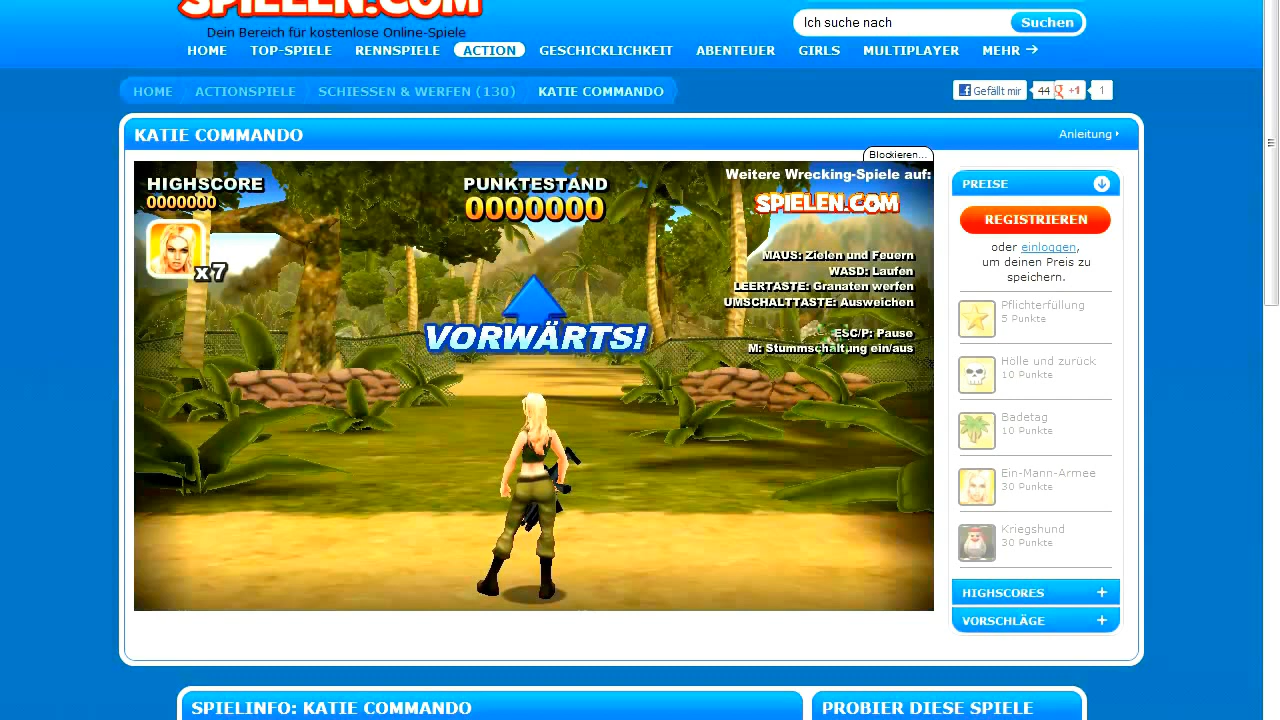 SPIELEN.COM
Dein Bereich für kostenlose Online-Spiele
Ich suche nach
Suchen
HOME TOP-SPIELE RENNSPIELE ACTION GESCHICKLICHKEIT ABENTEUER GIRLS MULTIPLAYER MEHR →
HOME ACTIONSPIELE SCHIESSEN & WERFEN (130) KATIE COMMANDO
Gefällt mir 44 g +1 1
KATIE COMMANDO
Anleitung
Blockieren...
HIGHSCORE
0000000
x 7
PUNKTESTAND
0000000
Weitere Wrecking-Spiele auf:
SPIELEN.COM
MAUS: Zielen und Feuern
WASD: Laufen
LEERTASTE: Granaten werfen
UMSCHALTTASTE: Ausweichen
ESC/P: Pause
M: Stummschaltung ein/aus
VORWÄRTS!
PREISE
REGISTRIEREN
oder einloggen,
um deinen Preis zu
speichern.
Pflichterfüllung
5 Punkte
Hölle und zurück
10 Punkte
Badetag
10 Punkte
Ein-Mann-Armee
30 Punkte
Kriegshund
30 Punkte
HIGHSCORES +
VORSCHLÄGE +
SPIELINFO: KATIE COMMANDO
PROBIER DIESE SPIELE